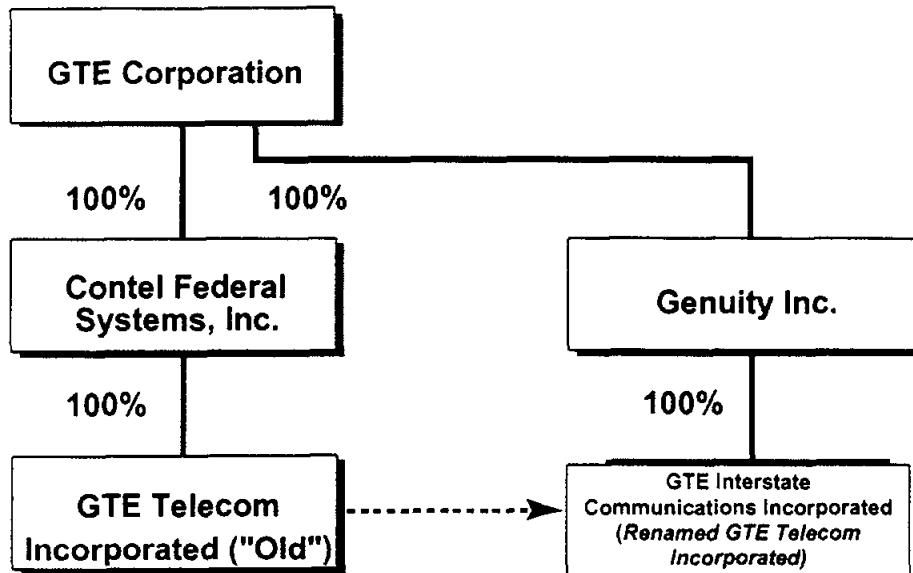 GTE Corporation
100%
100%
Contel Federal
Systems, Inc.
Genuity Inc.
100%
100%
GTE Telecom
Incorporated ("Old")
GTE Interstate
Communications Incorporated
(Renamed GTE Telecom
Incorporated)